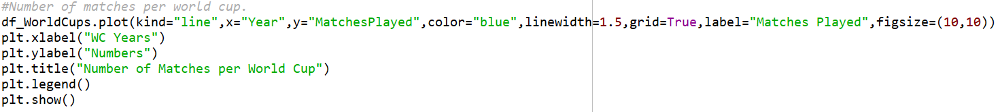 #Number of matches per world cup.
df_WorldCups.plot(kind="line",x="Year",y="MatchesPlayed",color="blue",linewidth=1.5,grid=True,label="Matches Played",figsize=(10,10))
plt.xlabel("WC Years")
plt.ylabel("Numbers")
plt.title("Number of Matches per World Cup")
plt.legend()
plt.show()